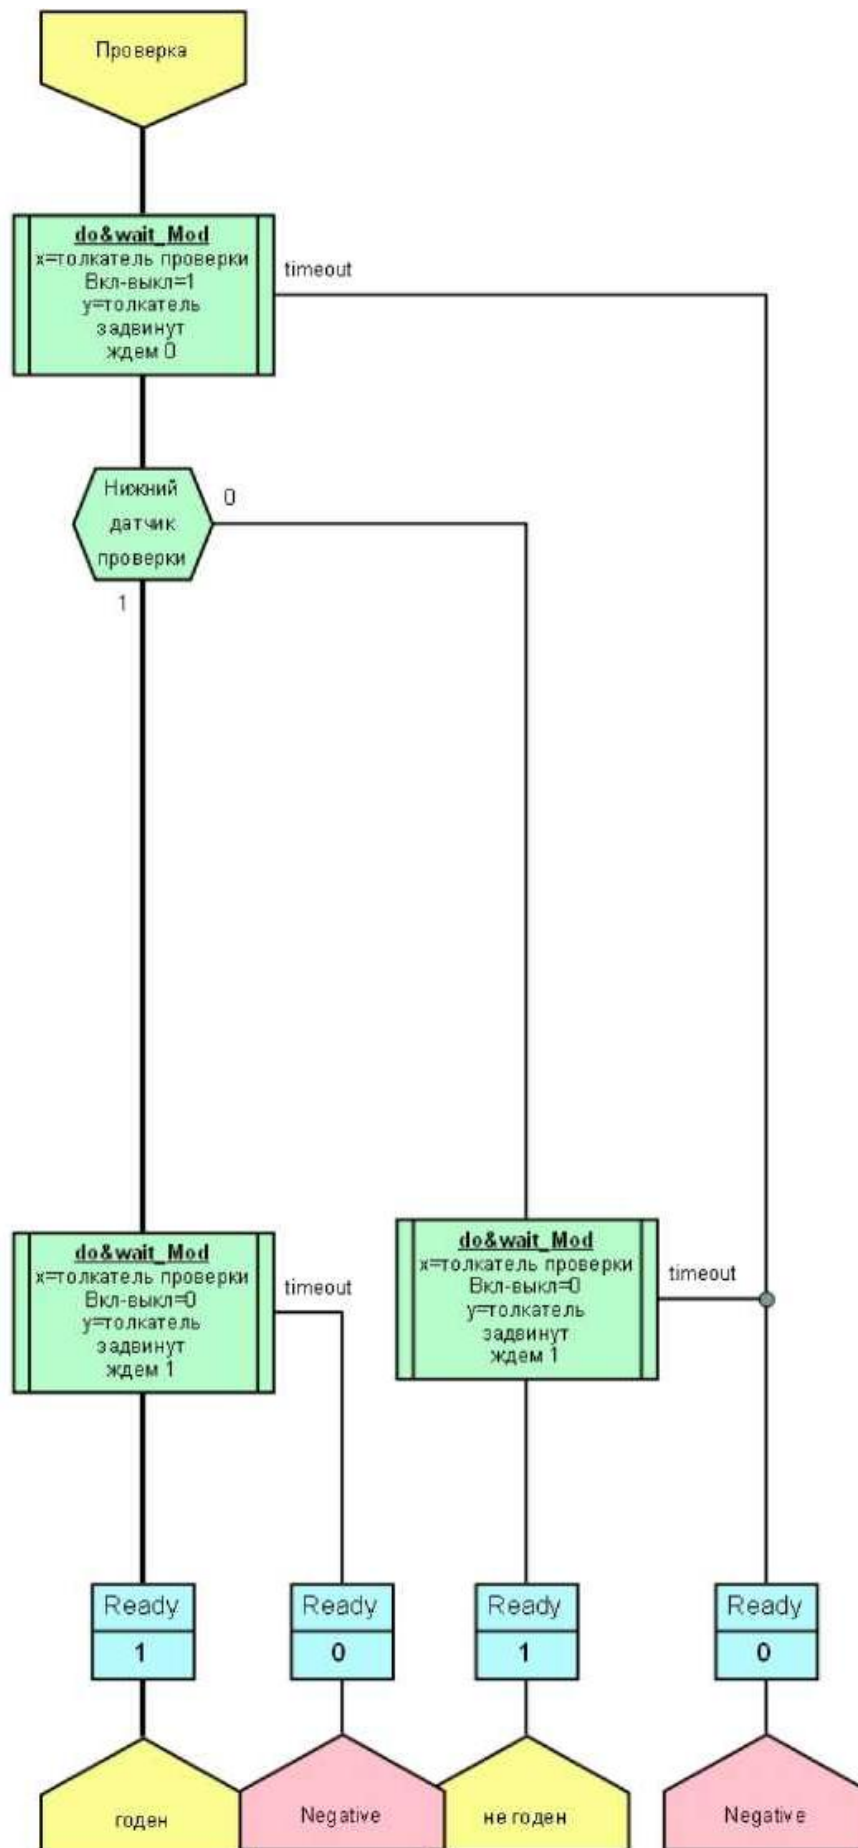 Проверка
do&wait_Mod
x=толкатель проверки
Вкл-выкл=1
y=толкатель
задвинут
ждем 0
timeout
Нижний
датчик
проверки
0
1
do&wait_Mod
x=толкатель проверки
Вкл-выкл=0
y=толкатель
задвинут
ждем 1
timeout
do&wait_Mod
x=толкатель проверки
Вкл-выкл=0
y=толкатель
задвинут
ждем 1
timeout
Ready
1
Ready
0
Ready
1
Ready
0
годен
Negative
не годен
Negative